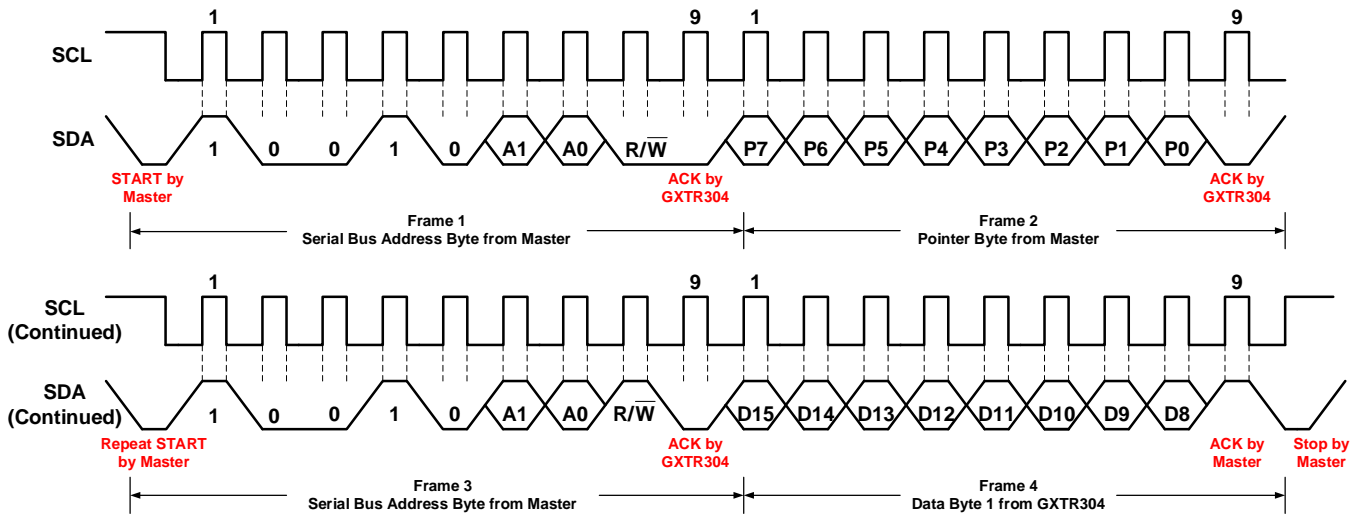 1 9 1 9
SCL
SDA
1 0 0 1 0 A1 A0 R/W̅ P7 P6 P5 P4 P3 P2 P1 P0
START by
Master
ACK by
GXTR304
ACK by
GXTR304
Frame 1
Serial Bus Address Byte from Master
Frame 2
Pointer Byte from Master
1 9 1 9
SCL
(Continued)
SDA
(Continued)
1 0 0 1 0 A1 A0 R/W̅ D15 D14 D13 D12 D11 D10 D9 D8
Repeat START
by Master
ACK by
GXTR304
ACK by
Master
Stop by
Master
Frame 3
Serial Bus Address Byte from Master
Frame 4
Data Byte 1 from GXTR304